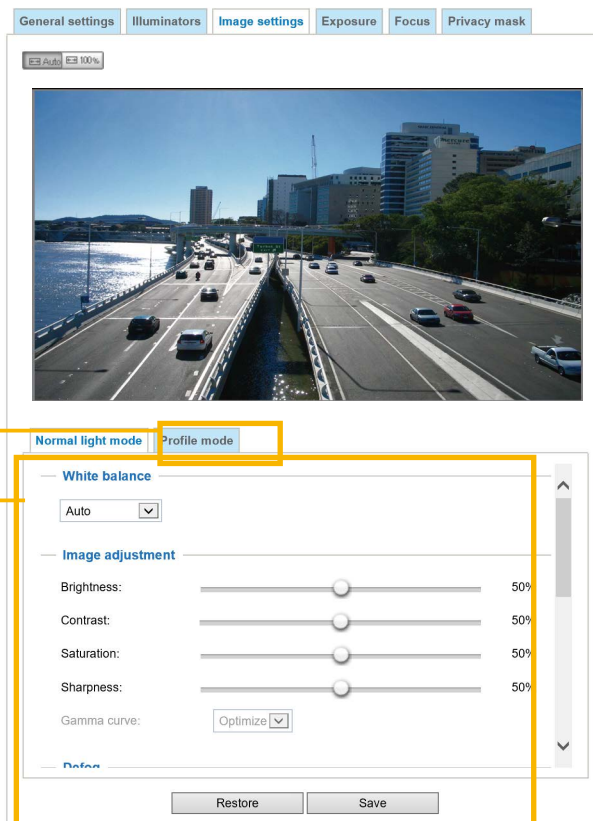 General settings Illuminators Image settings Exposure Focus Privacy mask
Auto 100%
Normal light mode Profile mode
White balance
Auto
Image adjustment
Brightness: 50%
Contrast: 50%
Saturation: 50%
Sharpness: 50%
Gamma curve: Optimize
Defog
Restore Save